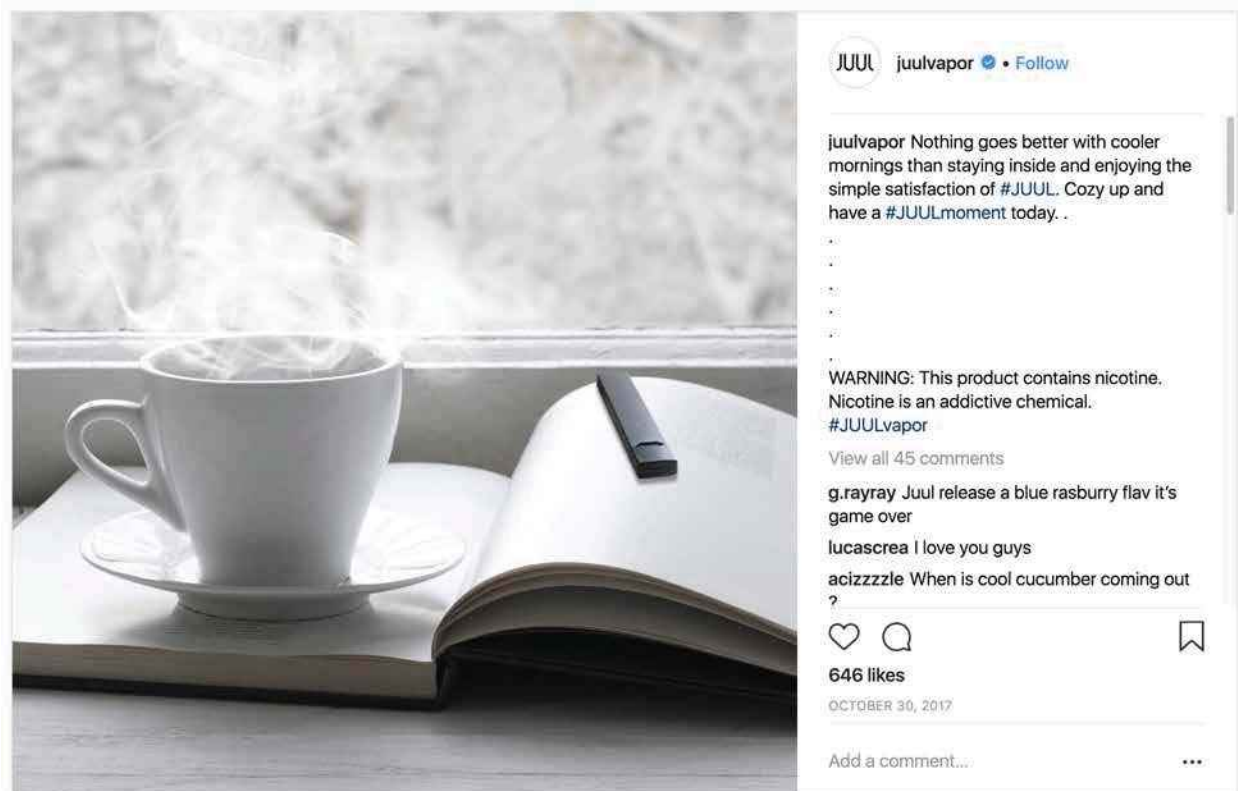 JUUL juulvapor • Follow
juulvapor Nothing goes better with cooler
mornings than staying inside and enjoying the
simple satisfaction of #JUUL. Cozy up and
have a #JUULmoment today. .
.
.
.
.
.
.
WARNING: This product contains nicotine.
Nicotine is an addictive chemical.
#JUULvapor
View all 45 comments
g.rayray Juul release a blue rasburry flav it's
game over
lucascrea I love you guys
acizzzzle When is cool cucumber coming out
?
646 likes
OCTOBER 30, 2017
Add a comment...